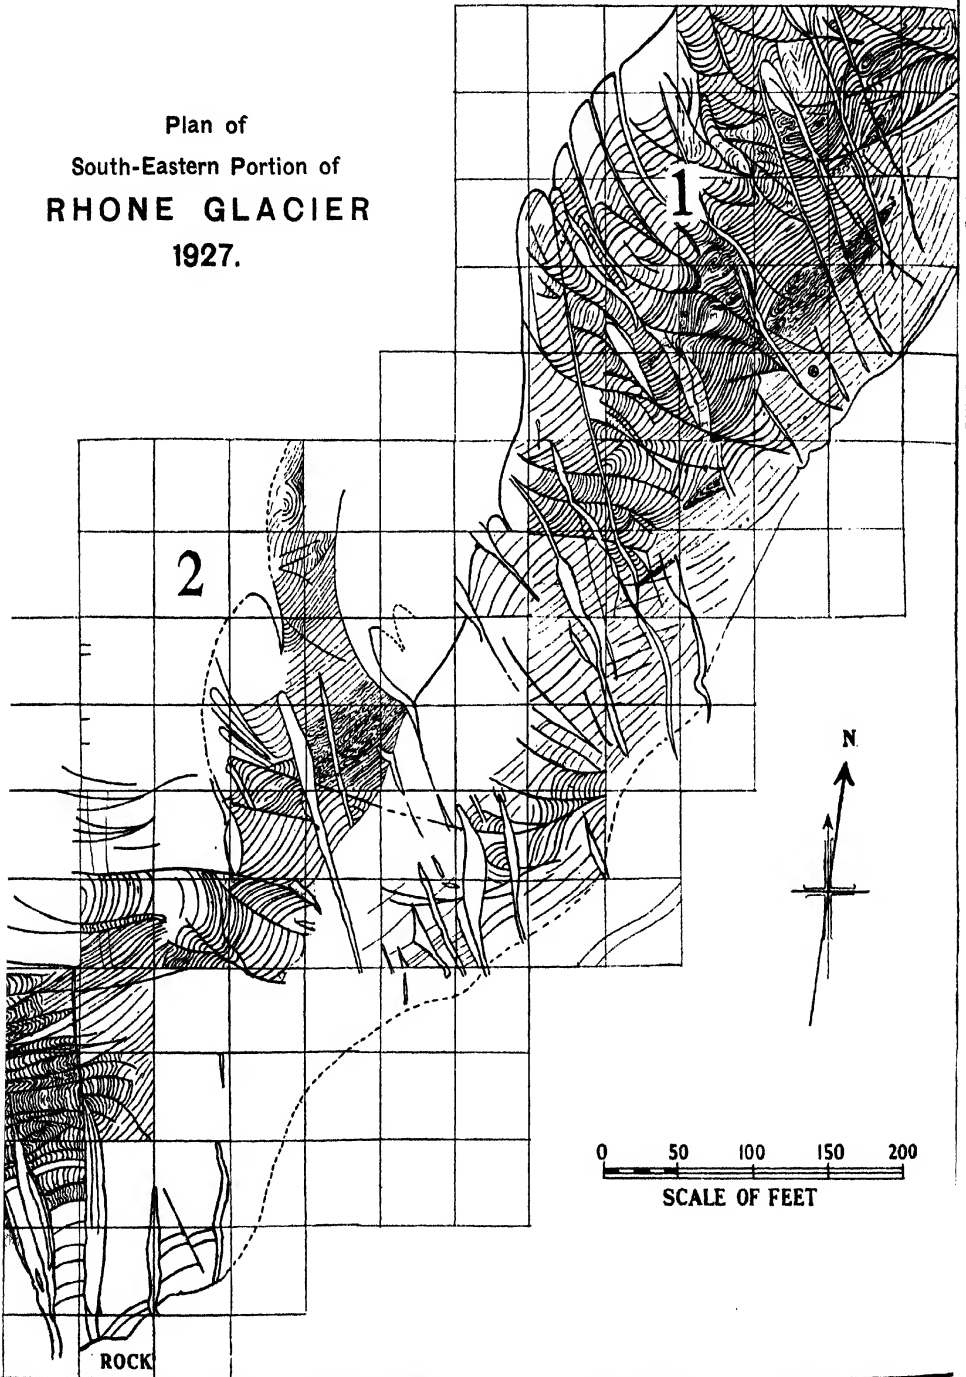 Plan of
South-Eastern Portion of
RHONE GLACIER
1927.
1
2
N
0 50 100 150 200
SCALE OF FEET
ROCK